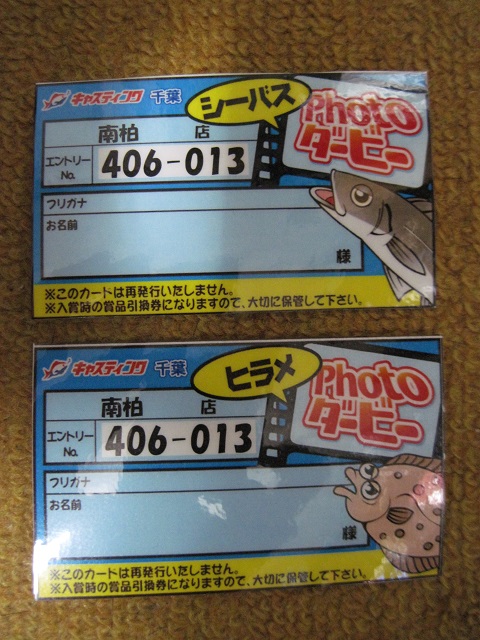 キャスティング 千葉
シーバス
Photo
ダービー
南柏 店
エントリー
No.
406-013
フリガナ
お名前
様
※このカードは再発行いたしません。
※入賞時の賞品引換券になりますので、大切に保管して下さい。
キャスティング 千葉
ヒラメ
Photo
ダービー
南柏 店
エントリー
No.
406-013
フリガナ
お名前
様
※このカードは再発行いたしません。
※入賞時の賞品引換券になりますので、大切に保管して下さい。